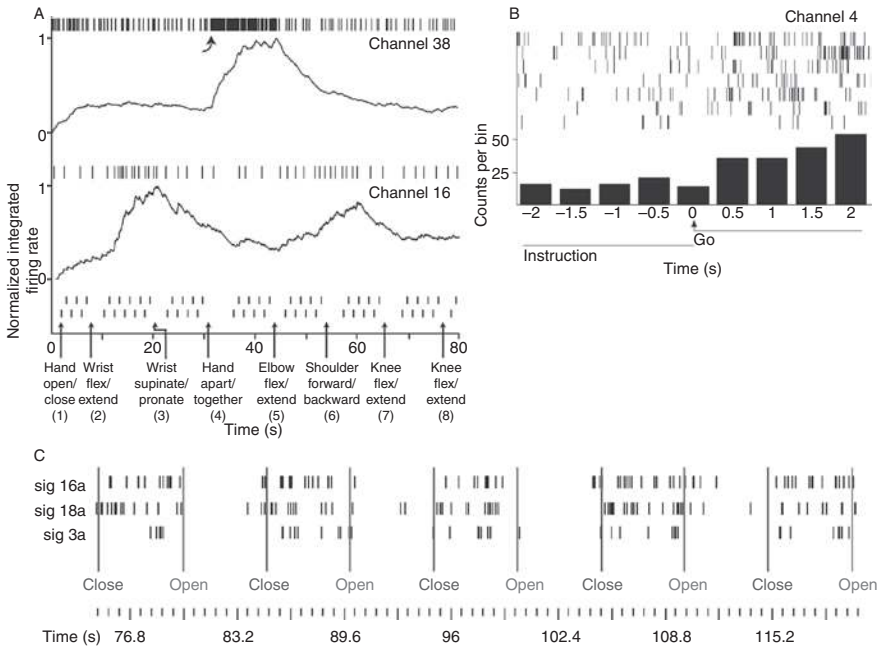 A
Channel 38
1
0
Channel 16
1
0
Normalized integrated
firing rate
0 20 40 60 80
Hand open/ close (1)
Wrist flex/ extend (2)
Wrist supinate/ pronate (3)
Hand apart/ together (4)
Elbow flex/ extend (5)
Shoulder forward/ backward (6)
Knee flex/ extend (7)
Knee flex/ extend (8)
Time (s)
B
Channel 4
50
25
Counts per bin
−2 −1.5 −1 −0.5 0 0.5 1 1.5 2
Go
Instruction
Time (s)
C
sig 16a
sig 18a
sig 3a
Close Open Close Open Close Open Close Open Close Open
Time (s) 76.8 83.2 89.6 96 102.4 108.8 115.2